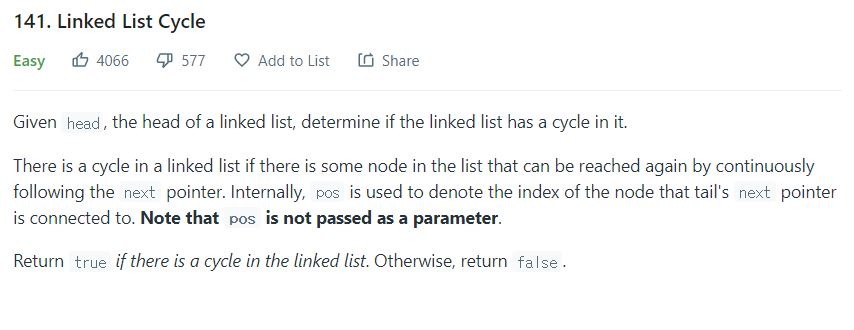 141. Linked List Cycle
Easy 4066 577 Add to List Share
Given head, the head of a linked list, determine if the linked list has a cycle in it.
There is a cycle in a linked list if there is some node in the list that can be reached again by continuously
following the next pointer. Internally, pos is used to denote the index of the node that tail's next pointer
is connected to. Note that pos is not passed as a parameter.
Return true if there is a cycle in the linked list. Otherwise, return false.